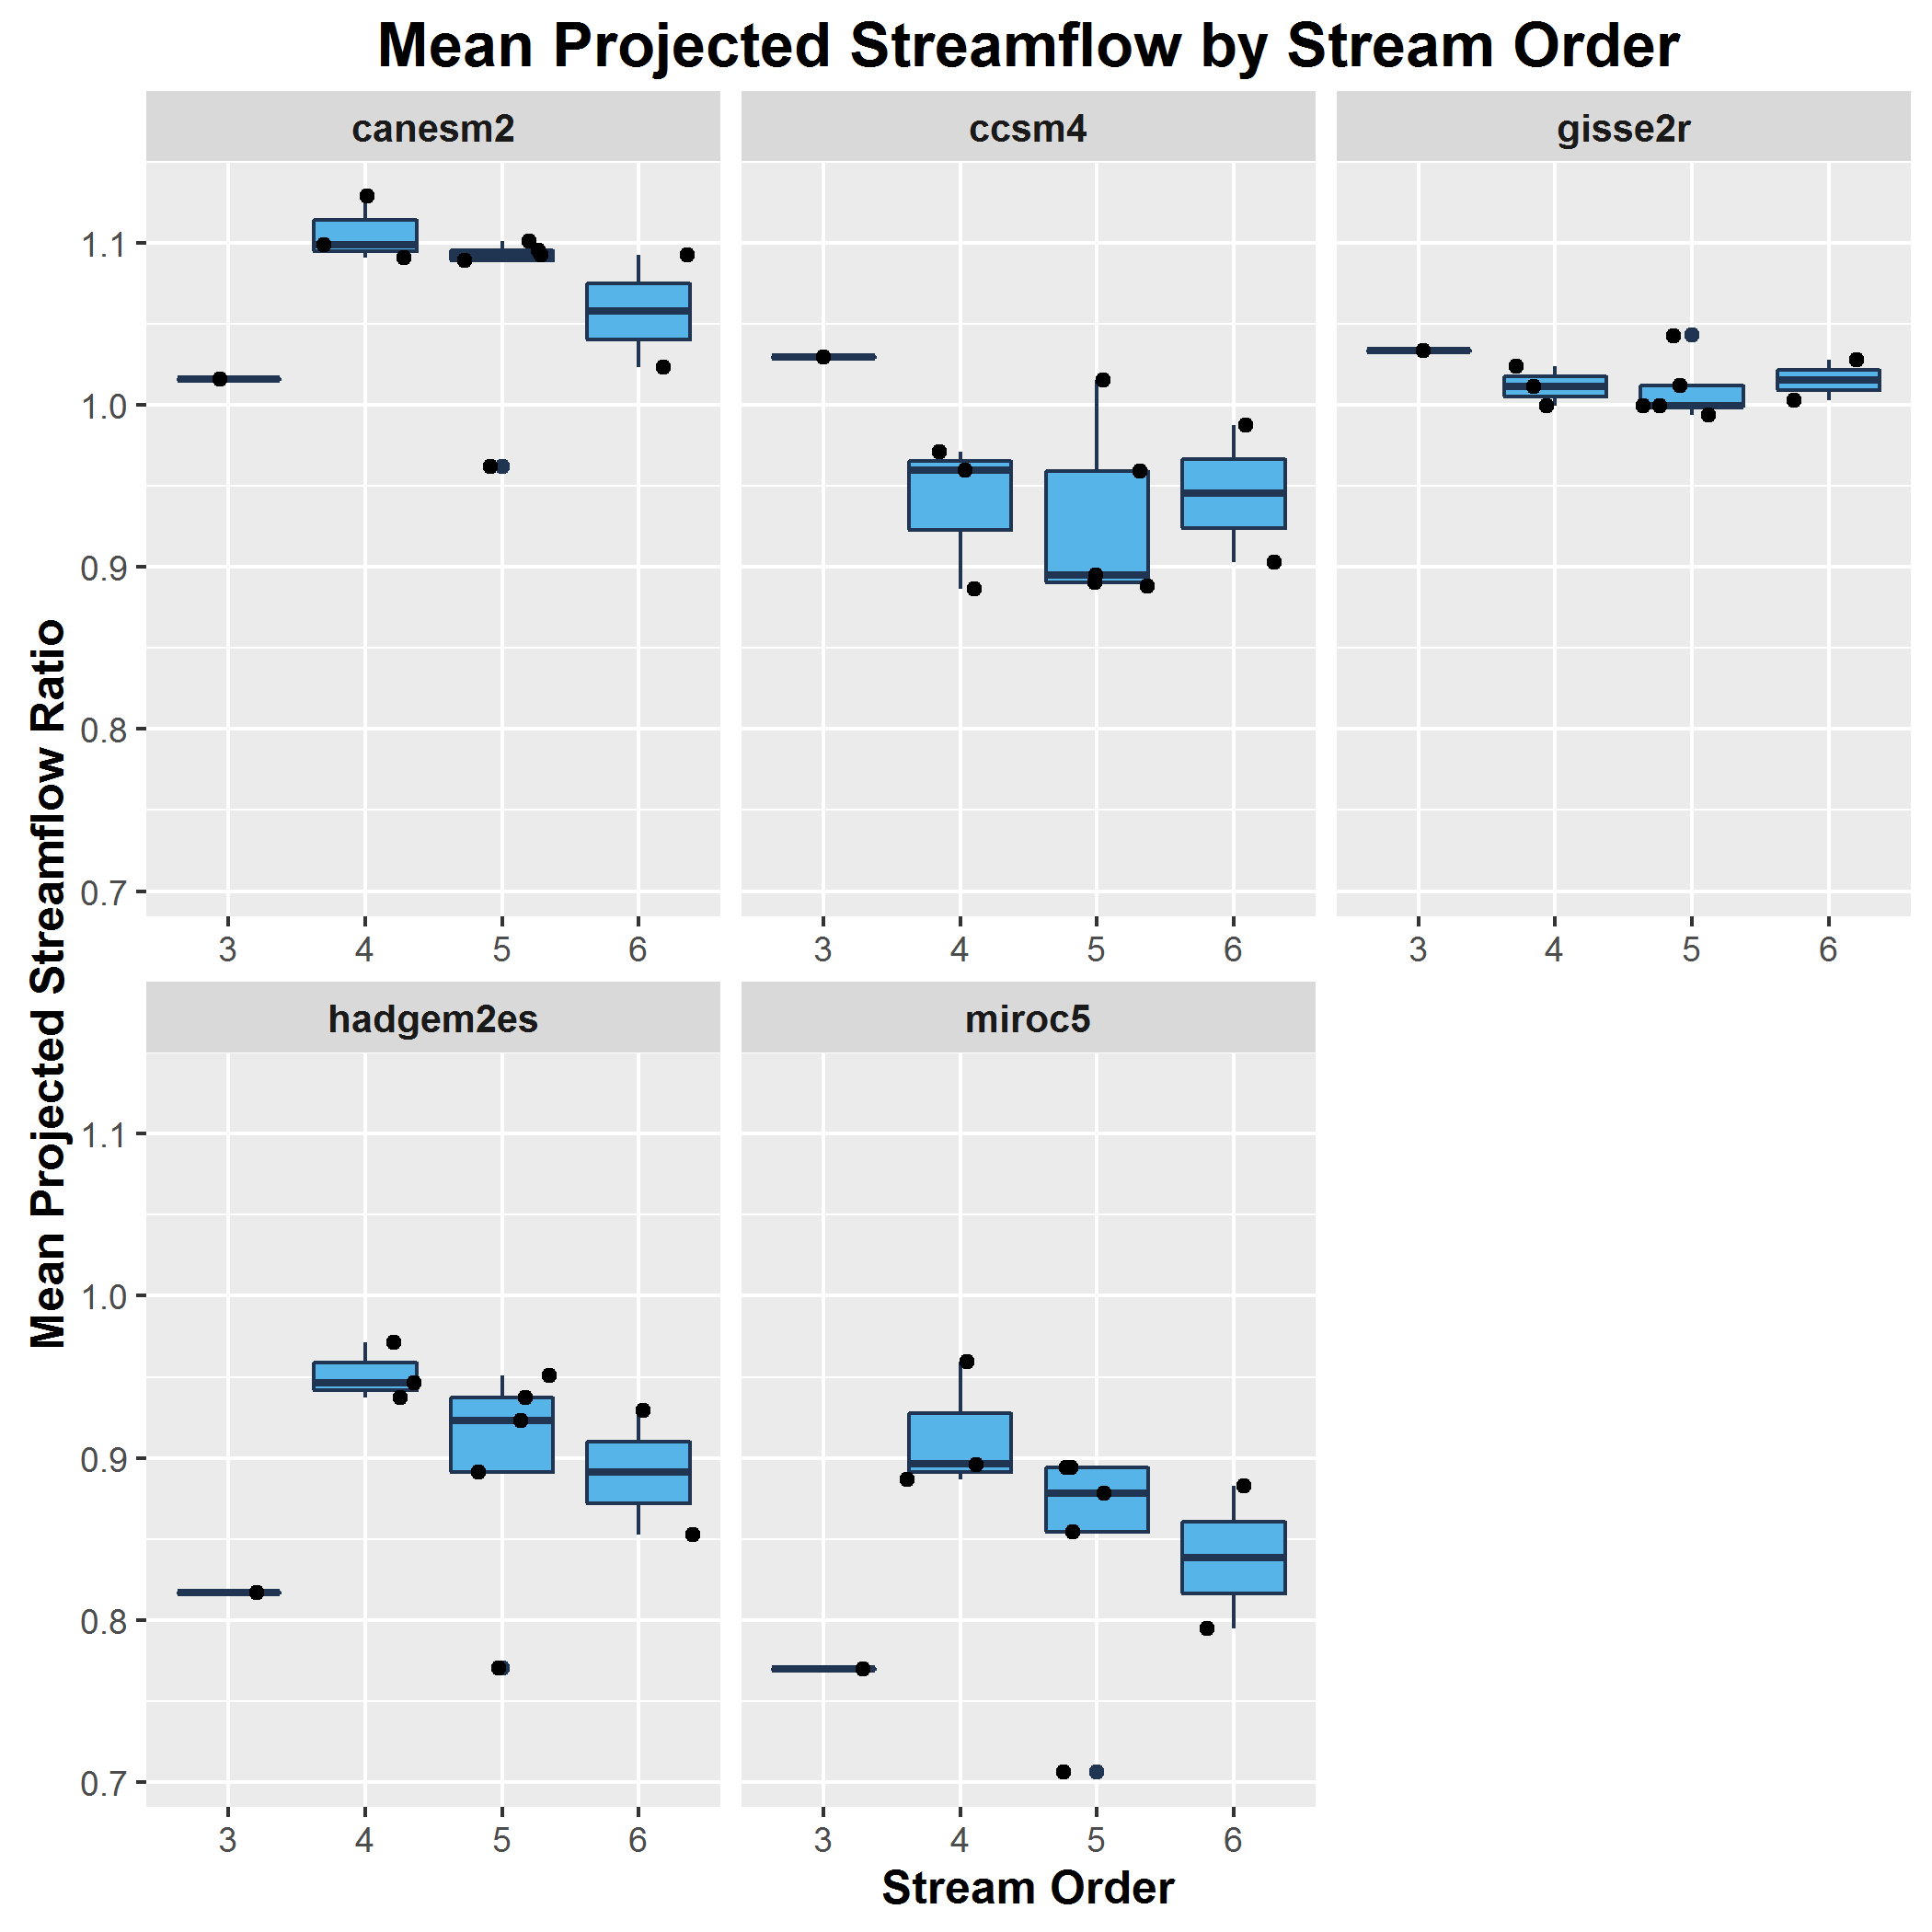 Mean Projected Streamflow by Stream Order
canesm2
ccsm4
gisse2r
Mean Projected Streamflow Ratio
1.1
1.0
0.9
0.8
0.7
3 4 5 6
3 4 5 6
3 4 5 6
hadgem2es
miroc5
1.1
1.0
0.9
0.8
0.7
3 4 5 6
3 4 5 6
Stream Order